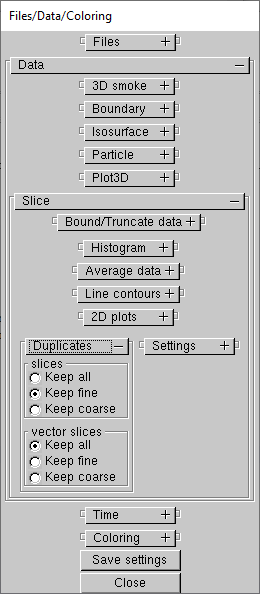 Files/Data/Coloring
Files +
Data −
3D smoke +
Boundary +
Isosurface +
Particle +
Plot3D +
Slice −
Bound/Truncate data +
Histogram +
Average data +
Line contours +
2D plots +
Duplicates −
Settings +
slices
Keep all
Keep fine
Keep coarse
vector slices
Keep all
Keep fine
Keep coarse
Time +
Coloring +
Save settings
Close